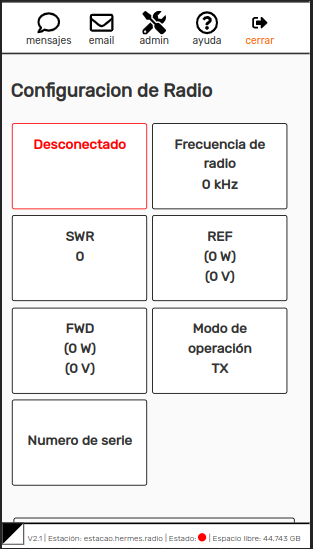 mensajes email admin ayuda cerrar
Configuracion de Radio
Desconectado
Frecuencia de
radio
0 kHz
SWR
0
REF
(0 W)
(0 V)
FWD
(0 W)
(0 V)
Modo de
operación
TX
Numero de serie
V2.1 | Estación: estacao.hermes.radio | Estado: | Espacio libre: 44.743 GB